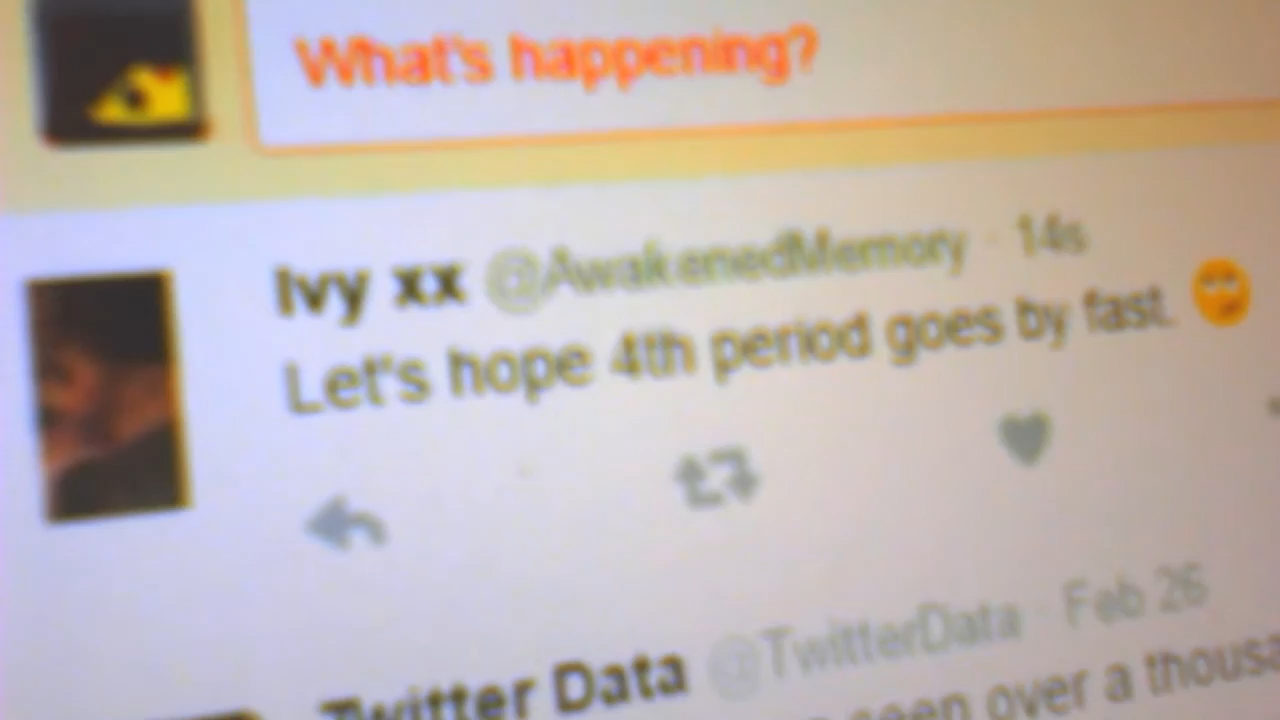 What's happening?
Ivy xx @AwakenedMemory · 14s
Let's hope 4th period goes by fast. 🙄
Twitter Data @TwitterData · Feb 26
seen over a thousa